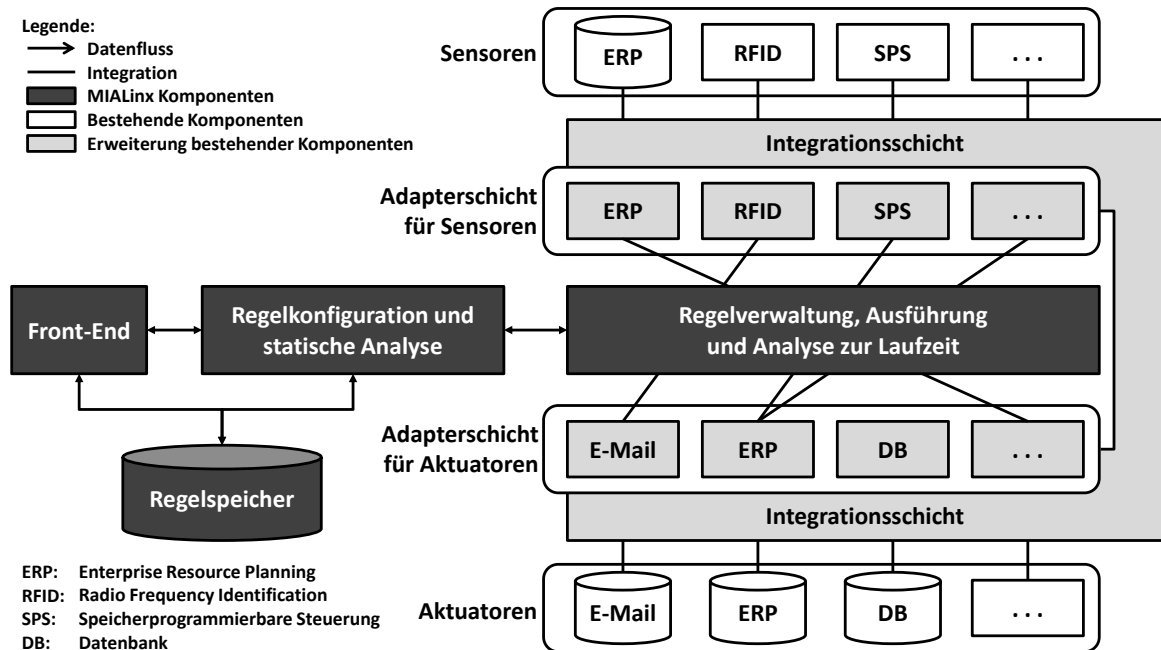 Legende:
Datenfluss
Integration
MIALinx Komponenten
Bestehende Komponenten
Erweiterung bestehender Komponenten
Sensoren
ERP
RFID
SPS
. . .
Integrationsschicht
Adapterschicht
für Sensoren
ERP
RFID
SPS
. . .
Front-End
Regelkonfiguration und
statische Analyse
Regelverwaltung, Ausführung
und Analyse zur Laufzeit
Regelspeicher
Adapterschicht
für Aktuatoren
E-Mail
ERP
DB
. . .
Integrationsschicht
Aktuatoren
E-Mail
ERP
DB
. . .
ERP: Enterprise Resource Planning
RFID: Radio Frequency Identification
SPS: Speicherprogrammierbare Steuerung
DB: Datenbank